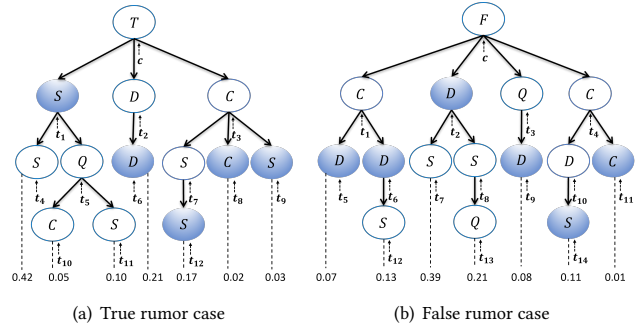 T F
c c
S D C C D Q C
t1 t2 t3 t1 t2 t3 t4
S Q D S C S D D S S D D C
t4 t5 t6 t7 t8 t9 t5 t6 t7 t8 t9 t10 t11
C S S S Q S
t10 t11 t12 t12 t13 t14
0.42 0.05 0.10 0.21 0.17 0.02 0.03 0.07 0.13 0.39 0.21 0.08 0.11 0.01
(a) True rumor case (b) False rumor case